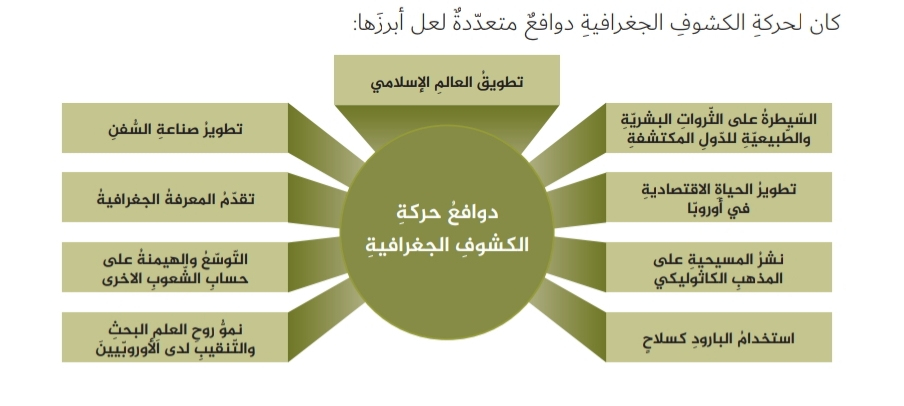 كان لحركةِ الكشوفِ الجغرافيةِ دوافعٌ متعدّدةٌ لعل أبرزَها:
تطويقُ العالمِ الإسلامي
السّيطرةُ على الثّرواتِ البشريّةِ
والطّبيعيّةِ للدّولِ المكتشفةِ
تطويرُ الحياةِ الاقتصاديةِ
في أوروبّا
نشرُ المسيحيةِ على
المذهبِ الكاثوليكي
استخدامُ البارودِ كسلاحٍ
دوافعُ حركةِ
الكشوفِ الجغرافيةِ
تطويرُ صناعةِ السُّفنِ
تقدّمُ المعرفةُ الجغرافيةُ
التّوسّعُ والهيمنةُ على
حسابِ الشّعوبِ الاخرى
نموُّ روحِ العلمِ البحثِ
والتّنقيبِ لدى الأوروبّيينَ